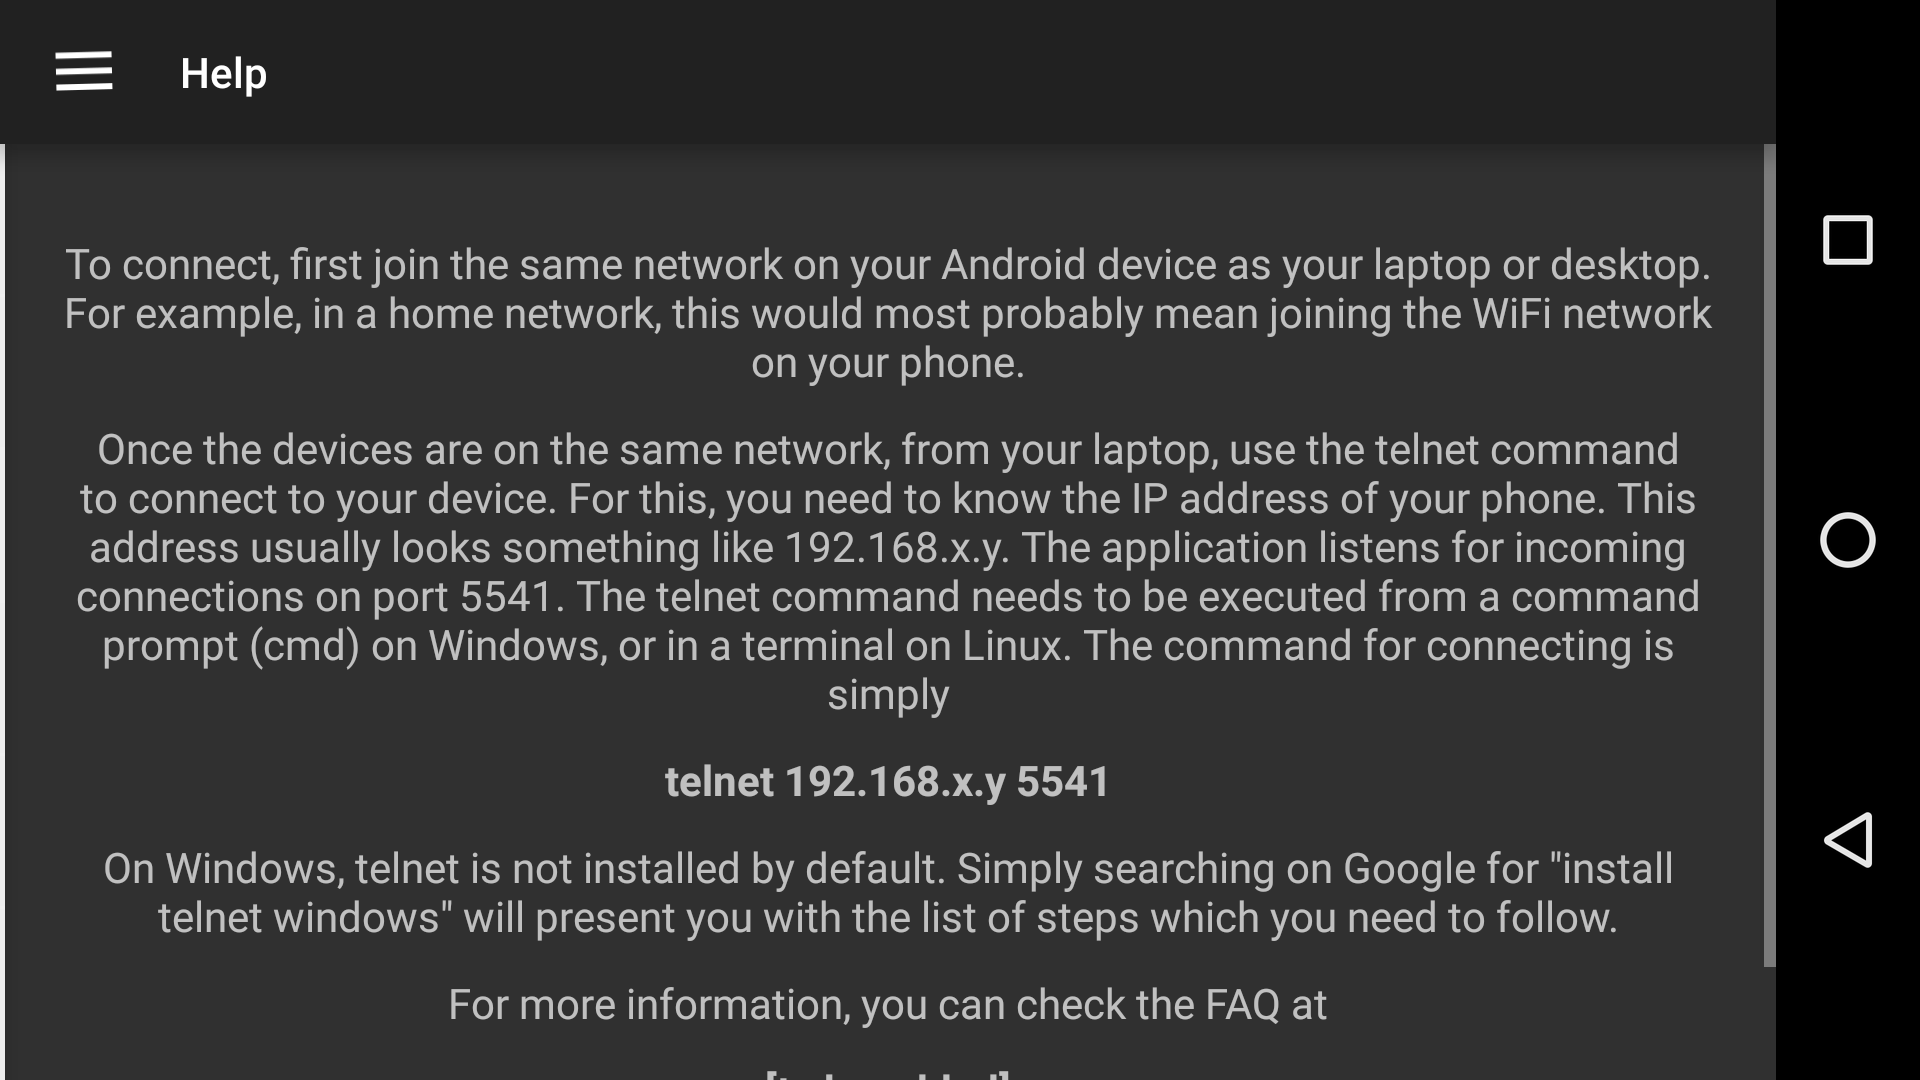 Help
To connect, first join the same network on your Android device as your laptop or desktop.
For example, in a home network, this would most probably mean joining the WiFi network
on your phone.
Once the devices are on the same network, from your laptop, use the telnet command
to connect to your device. For this, you need to know the IP address of your phone. This
address usually looks something like 192.168.x.y. The application listens for incoming
connections on port 5541. The telnet command needs to be executed from a command
prompt (cmd) on Windows, or in a terminal on Linux. The command for connecting is
simply
telnet 192.168.x.y 5541
On Windows, telnet is not installed by default. Simply searching on Google for "install
telnet windows" will present you with the list of steps which you need to follow.
For more information, you can check the FAQ at